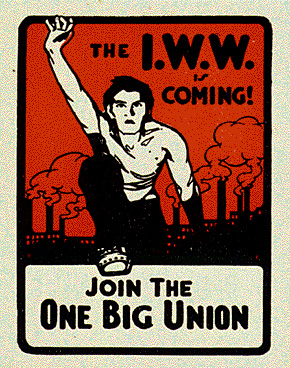 THE I.W.W.
IS
COMING!
JOIN THE
ONE BIG UNION